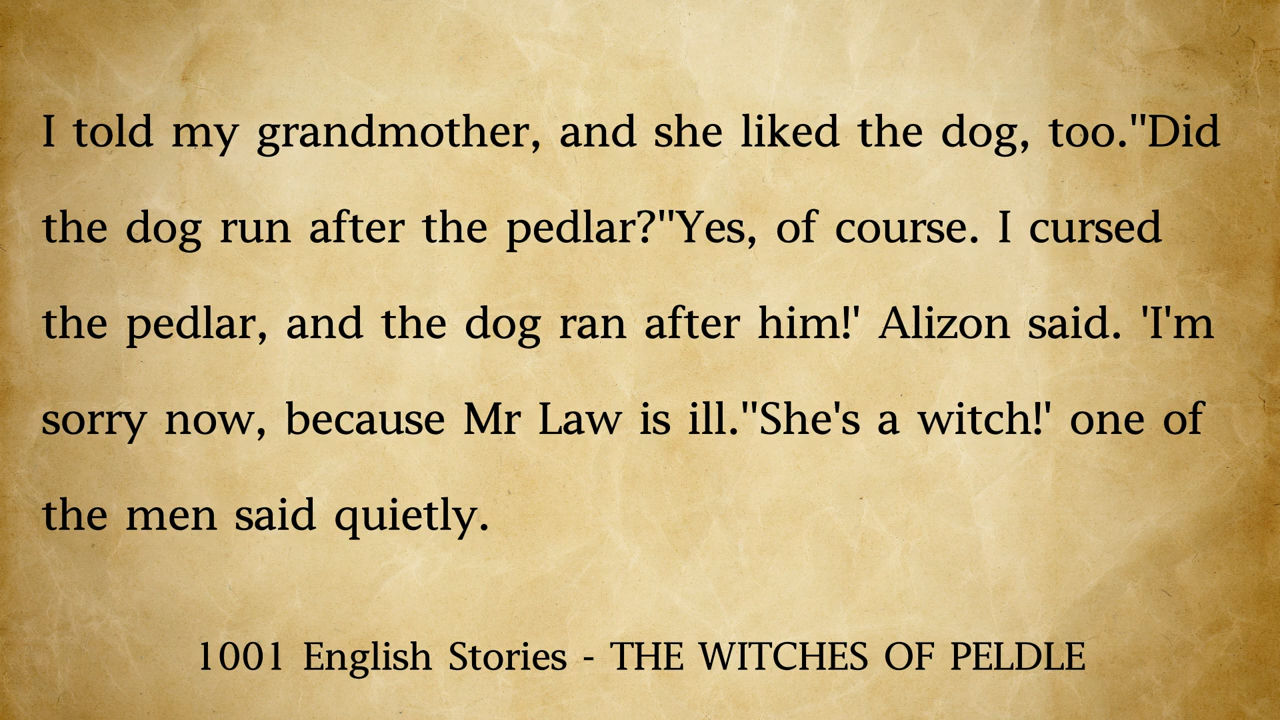 I told my grandmother, and she liked the dog, too.''Did
the dog run after the pedlar?''Yes, of course. I cursed
the pedlar, and the dog ran after him!' Alizon said. 'I'm
sorry now, because Mr Law is ill.''She's a witch!' one of
the men said quietly.
1001 English Stories - THE WITCHES OF PELDLE